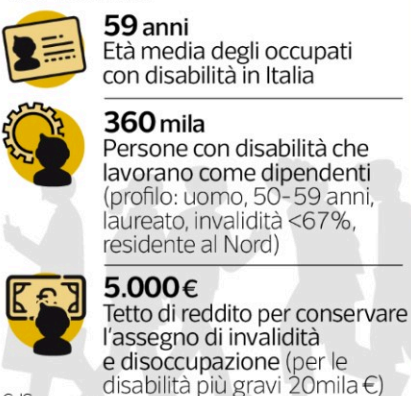 59 anni
Età media degli occupati
con disabilità in Italia
360 mila
Persone con disabilità che
lavorano come dipendenti
(profilo: uomo, 50-59 anni,
laureato, invalidità <67%,
residente al Nord)
€
5.000€
Tetto di reddito per conservare
l'assegno di invalidità
e disoccupazione (per le
disabilità più gravi 20mila €)